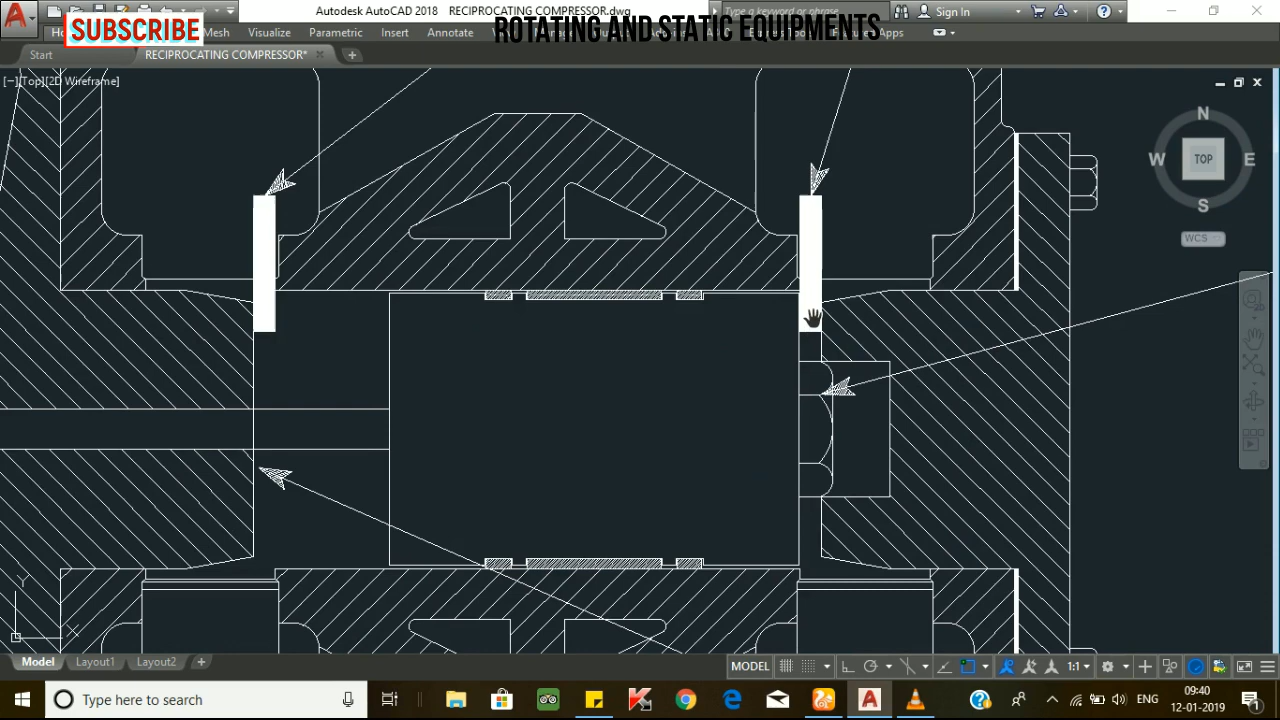 Autodesk AutoCAD 2018 RECIPROCATING COMPRESSOR.dwg
Type a keyword or phrase
Sign In
SUBSCRIBE
ROTATING AND STATIC EQUIPMENTS
Mesh Visualize Parametric Insert Annotate
Start RECIPROCATING COMPRESSOR*
[−][Top][2D Wireframe]
N
W TOP E
S
WCS
Y
X
Model Layout1 Layout2 +
MODEL 1:1
Type here to search
ENG
09:40
12-01-2019